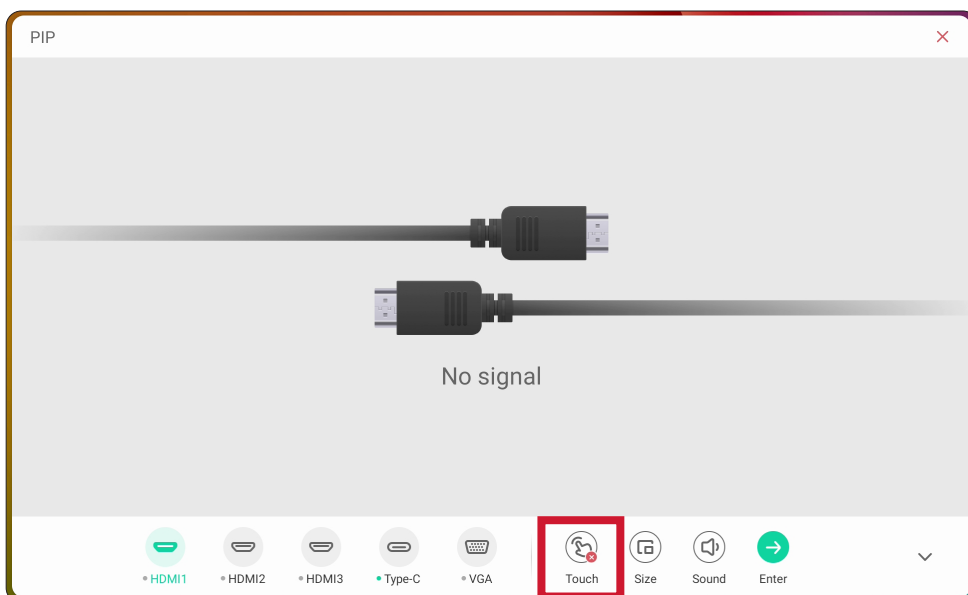 PIP
No signal
HDMI1
HDMI2
HDMI3
Type-C
VGA
Touch
Size
Sound
Enter